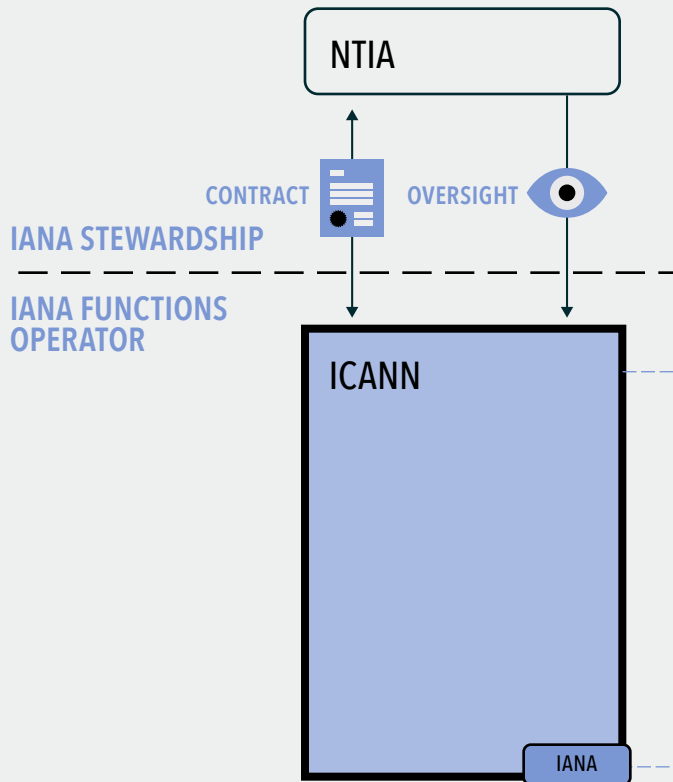 NTIA
CONTRACT
OVERSIGHT
IANA STEWARDSHIP
IANA FUNCTIONS
OPERATOR
ICANN
IANA